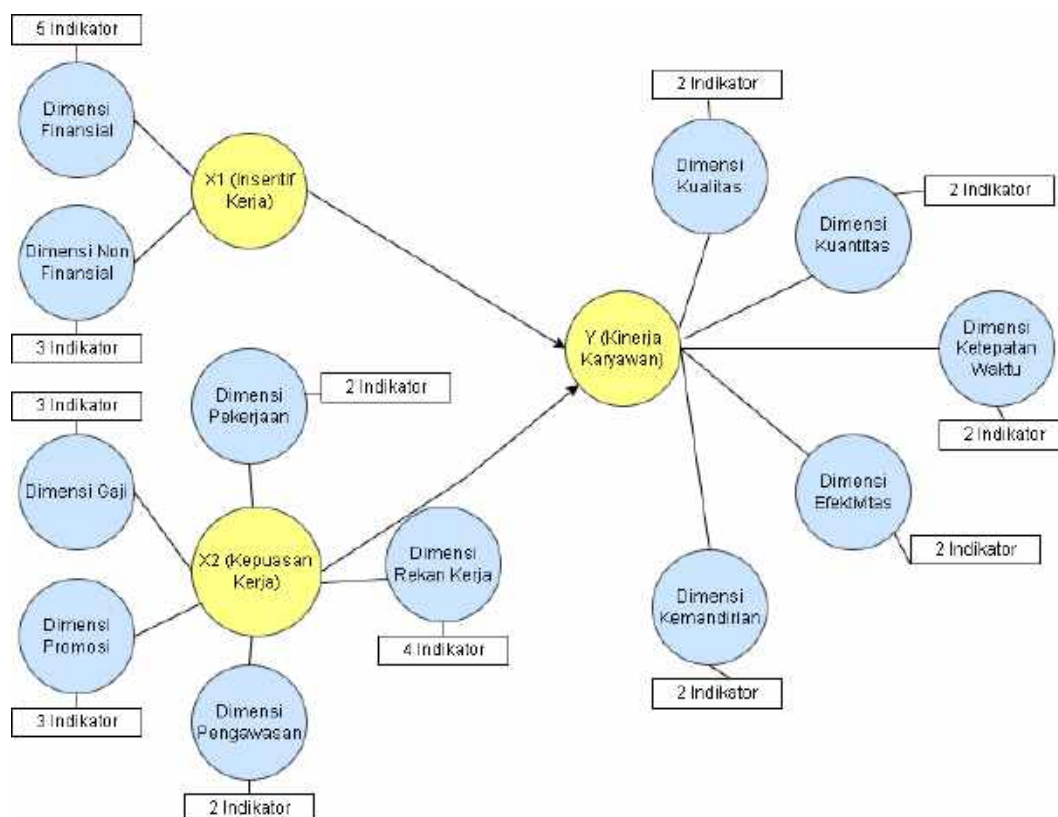 5 Indikator
Dimensi
Finansial
X1 (Insentif
Kerja)
Dimensi Non
Finansial
3 Indikator
2 Indikator
Dimensi
Kualitas
2 Indikator
Dimensi
Kuantitas
Y (Kinerja
Karyawan)
Dimensi
Ketepatan
Waktu
2 Indikator
Dimensi
Efektivitas
2 Indikator
Dimensi
Kemandirian
2 Indikator
Dimensi
Pekerjaan
2 Indikator
3 Indikator
Dimensi Gaji
X2 (Kepuasan
Kerja)
Dimensi
Rekan Kerja
4 Indikator
Dimensi
Promosi
3 Indikator
Dimensi
Pengawasan
2 Indikator